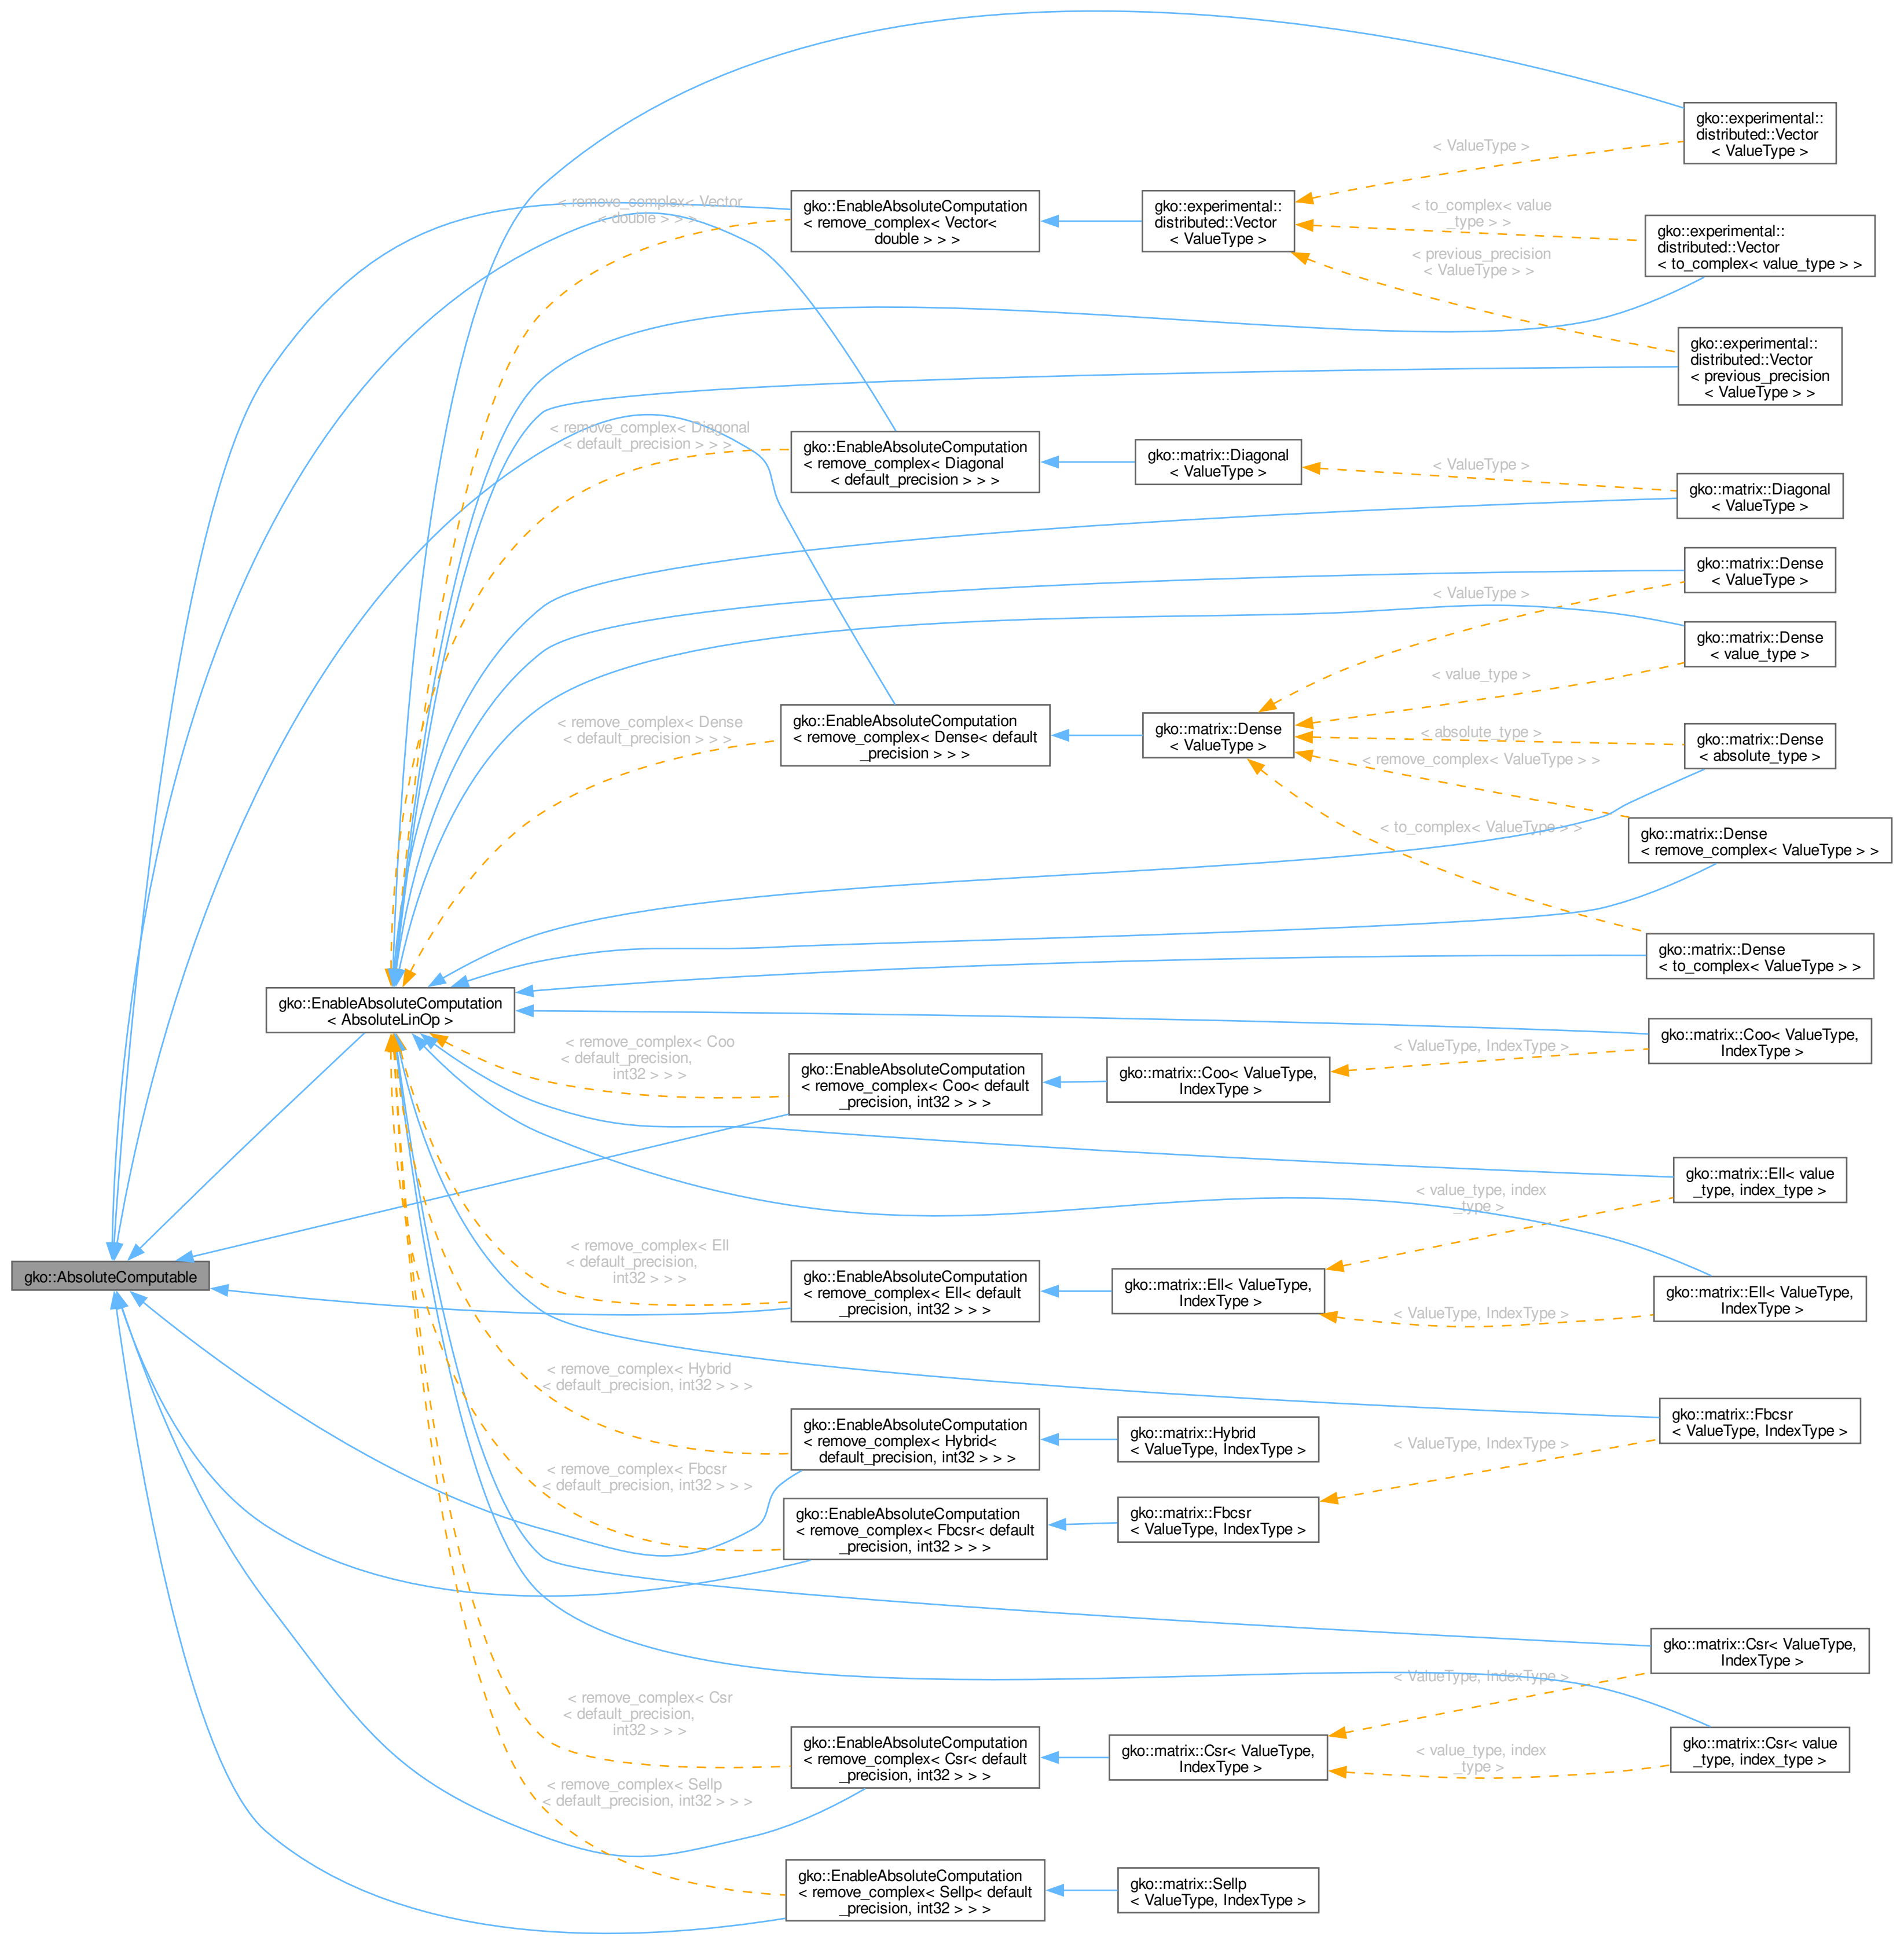 gko::AbsoluteComputable
gko::EnableAbsoluteComputation
< AbsoluteLinOp >
< remove_complex< Vector
< double > > >
< remove_complex< Diagonal
< default_precision > > >
< remove_complex< Dense
< default_precision > > >
< remove_complex< Coo
< default_precision,
int32 > > >
< remove_complex< Ell
< default_precision,
int32 > > >
< remove_complex< Hybrid
< default_precision, int32 > > >
< remove_complex< Fbcsr
< default_precision, int32 > > >
< remove_complex< Csr
< default_precision,
int32 > > >
< remove_complex< Sellp
< default_precision, int32 > > >
gko::EnableAbsoluteComputation
< remove_complex< Vector<
double > > >
gko::EnableAbsoluteComputation
< remove_complex< Diagonal
< default_precision > > >
gko::EnableAbsoluteComputation
< remove_complex< Dense< default
_precision > > >
gko::EnableAbsoluteComputation
< remove_complex< Coo< default
_precision, int32 > > >
gko::EnableAbsoluteComputation
< remove_complex< Ell< default
_precision, int32 > > >
gko::EnableAbsoluteComputation
< remove_complex< Hybrid<
default_precision, int32 > > >
gko::EnableAbsoluteComputation
< remove_complex< Fbcsr< default
_precision, int32 > > >
gko::EnableAbsoluteComputation
< remove_complex< Csr< default
_precision, int32 > > >
gko::EnableAbsoluteComputation
< remove_complex< Sellp< default
_precision, int32 > > >
gko::experimental::
distributed::Vector
< ValueType >
gko::matrix::Diagonal
< ValueType >
gko::matrix::Dense
< ValueType >
gko::matrix::Coo< ValueType,
IndexType >
gko::matrix::Ell< ValueType,
IndexType >
gko::matrix::Hybrid
< ValueType, IndexType >
gko::matrix::Fbcsr
< ValueType, IndexType >
gko::matrix::Csr< ValueType,
IndexType >
gko::matrix::Sellp
< ValueType, IndexType >
< ValueType >
< to_complex< value
_type > >
< previous_precision
< ValueType > >
< ValueType >
< ValueType >
< value_type >
< absolute_type >
< remove_complex< ValueType > >
< to_complex< ValueType > >
< ValueType, IndexType >
< value_type, index
_type >
< ValueType, IndexType >
< ValueType, IndexType >
< ValueType, IndexType >
< value_type, index
_type >
gko::experimental::
distributed::Vector
< ValueType >
gko::experimental::
distributed::Vector
< to_complex< value_type > >
gko::experimental::
distributed::Vector
< previous_precision
< ValueType > >
gko::matrix::Diagonal
< ValueType >
gko::matrix::Dense
< ValueType >
gko::matrix::Dense
< value_type >
gko::matrix::Dense
< absolute_type >
gko::matrix::Dense
< remove_complex< ValueType > >
gko::matrix::Dense
< to_complex< ValueType > >
gko::matrix::Coo< ValueType,
IndexType >
gko::matrix::Ell< value
_type, index_type >
gko::matrix::Ell< ValueType,
IndexType >
gko::matrix::Fbcsr
< ValueType, IndexType >
gko::matrix::Csr< ValueType,
IndexType >
gko::matrix::Csr< value
_type, index_type >